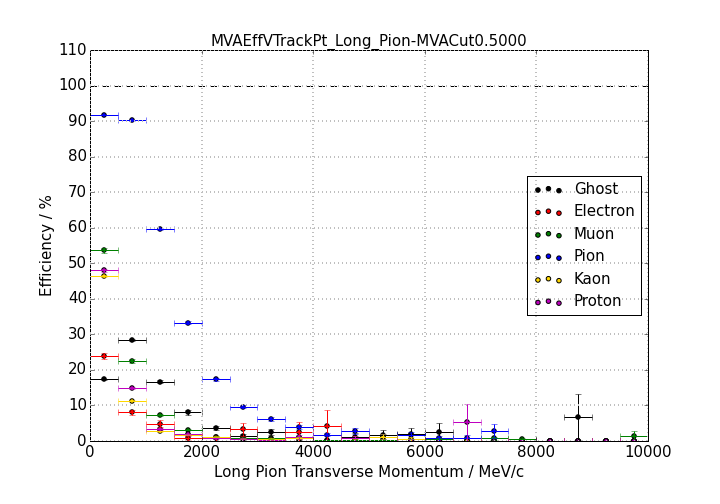 MVAEffVTrackPt_Long_Pion-MVACut0.5000
110
100
90
80
70
60
50
40
30
20
10
0
Efficiency / %
Ghost
Electron
Muon
Pion
Kaon
Proton
0 2000 4000 6000 8000 10000
Long Pion Transverse Momentum / MeV/c